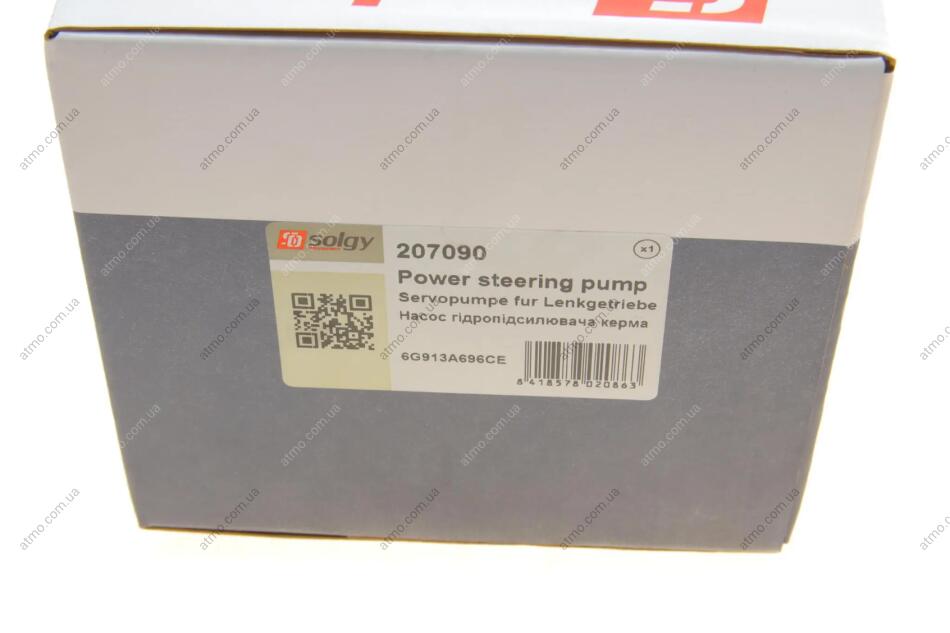 solgy
207090
x1
Power steering pump
Servopumpe fur Lenkgetriebe
Насос гідропідсилювача керма
6G913A696CE
8 418578 020863
atmo.com.ua